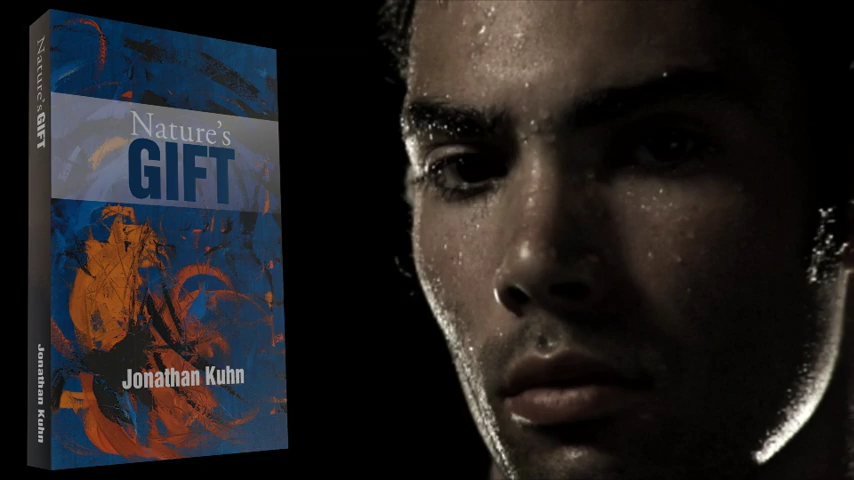 Nature's GIFT
Jonathan Kuhn
Nature's
GIFT
Jonathan Kuhn